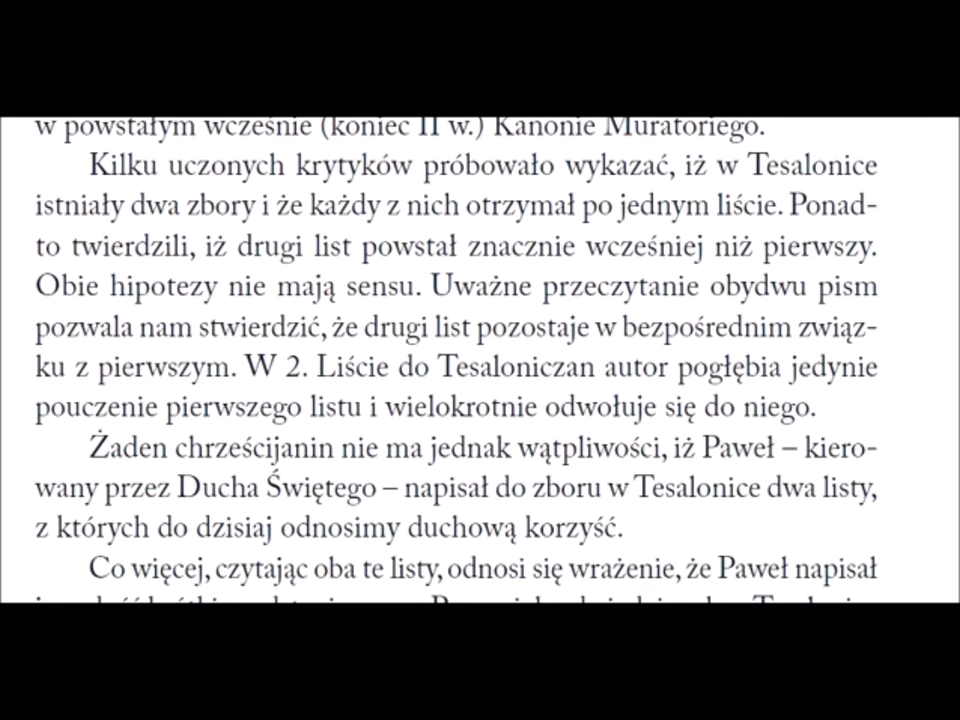 w powstałym wcześnie (koniec II w.) Kanonie Muratoriego.
Kilku uczonych krytyków próbowało wykazać, iż w Tesalonice
istniały dwa zbory i że każdy z nich otrzymał po jednym liście. Ponad-
to twierdzili, iż drugi list powstał znacznie wcześniej niż pierwszy.
Obie hipotezy nie mają sensu. Uważne przeczytanie obydwu pism
pozwala nam stwierdzić, że drugi list pozostaje w bezpośrednim związ-
ku z pierwszym. W 2. Liście do Tesaloniczan autor pogłębia jedynie
pouczenie pierwszego listu i wielokrotnie odwołuje się do niego.
Żaden chrześcijanin nie ma jednak wątpliwości, iż Paweł – kiero-
wany przez Ducha Świętego – napisał do zboru w Tesalonice dwa listy,
z których do dzisiaj odnosimy duchową korzyść.
Co więcej, czytając oba te listy, odnosi się wrażenie, że Paweł napisał